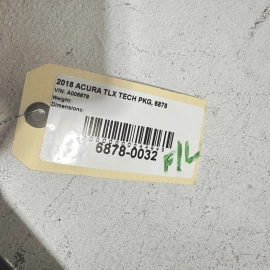 2018 ACURA TLX TECH PKG, 6878
VIN: A006878
Weight:
Dimensions:
6878-0032